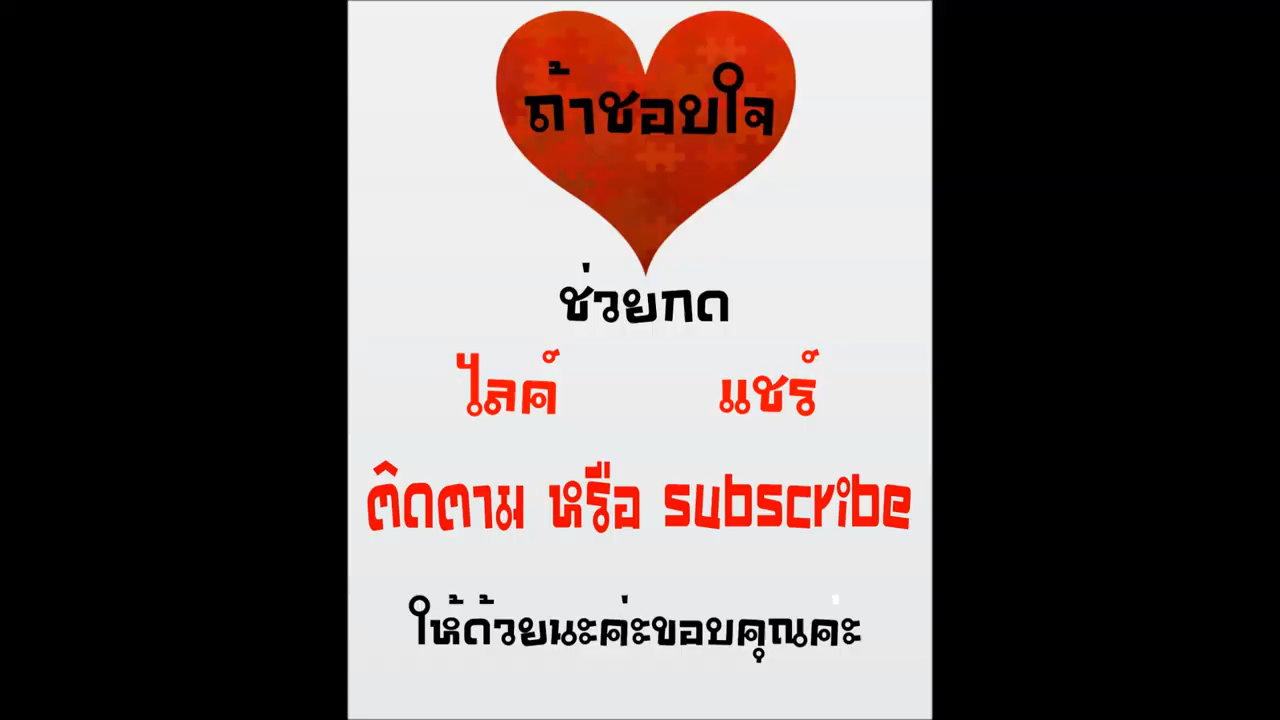 ถ้าชอบใจ
ช่วยกด
ไลค์ แชร์
ติดตาม หรือ subscribe
ให้ด้วยนะค่ะขอบคุณค่ะ